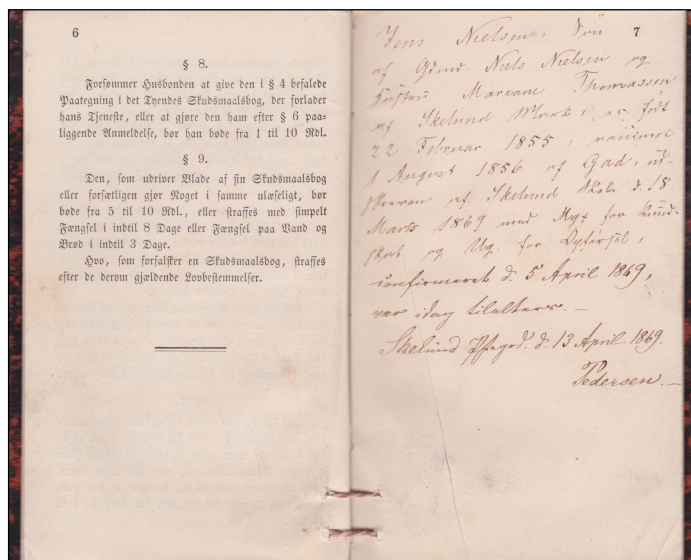 6
§ 8.
Forsømmer Husbonden at give den i § 4 befalede
Paategning i det Tyendes Skudsmaalsbog, der forlader
hans Tjeneste, eller at gjøre den ham efter § 6 paa-
liggende Anmeldelse, bør han bøde fra 1 til 10 Rdl.
§ 9.
Den, som udriver Blade af sin Skudsmaalsbog
eller forsætligen gjør Noget i samme ulæseligt, bør
bøde fra 5 til 10 Rdl., eller straffes med simpelt
Fængsel i indtil 8 Dage eller Fængsel paa Vand og
Brød i indtil 3 Dage.
Hvo, som forfalsker en Skudsmaalsbog, straffes
efter de derom gjældende Lovbestemmelser.
7
Jens Nielsen, Søn
af Gmd. Niels Nielsen og
Hustru Mariane Thomassen
af Skelund Mark, er født
22 Februar 1855, vaccineret
1 August 1856 af Gad, ud-
skreven af Skelund Skole d. 18
Marts 1869 med Mg+ for Kund-
skab og Ug. for Opførsel,
confirmeret d. 5 April 1869,
var idag tilalters. —
Skelund Præstegd. d. 13 April 1869.
Pedersen. —